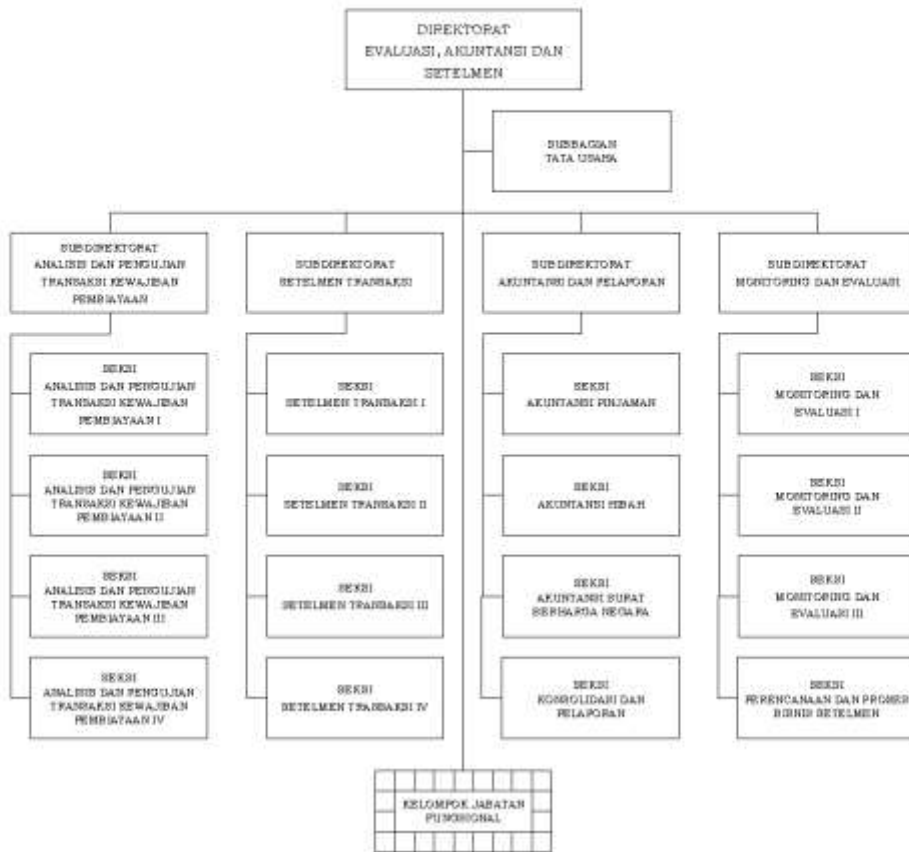 DIREKTORAT
EVALUASI, AKUNTANSI DAN
SETELMEN
SUBBAGIAN
TATA USAHA
SUBDIREKTORAT
ANALISIS DAN PENGUJIAN
TRANSAKSI KEWAJIBAN
PEMBIAYAAN
SUBDIREKTORAT
SETELMEN TRANSAKSI
SUBDIREKTORAT
AKUNTANSI DAN PELAPORAN
SUBDIREKTORAT
MONITORING DAN EVALUASI
SEKSI
ANALISIS DAN PENGUJIAN
TRANSAKSI KEWAJIBAN
PEMBIAYAAN I
SEKSI
SETELMEN TRANSAKSI I
SEKSI
AKUNTANSI PINJAMAN
SEKSI
MONITORING DAN
EVALUASI I
SEKSI
ANALISIS DAN PENGUJIAN
TRANSAKSI KEWAJIBAN
PEMBIAYAAN II
SEKSI
SETELMEN TRANSAKSI II
SEKSI
AKUNTANSI HIBAH
SEKSI
MONITORING DAN
EVALUASI II
SEKSI
ANALISIS DAN PENGUJIAN
TRANSAKSI KEWAJIBAN
PEMBIAYAAN III
SEKSI
SETELMEN TRANSAKSI III
SEKSI
AKUNTANSI SURAT
BERHARGA NEGARA
SEKSI
MONITORING DAN
EVALUASI III
SEKSI
ANALISIS DAN PENGUJIAN
TRANSAKSI KEWAJIBAN
PEMBIAYAAN IV
SEKSI
SETELMEN TRANSAKSI IV
SEKSI
KONSOLIDASI DAN
PELAPORAN
SEKSI
PERENCANAAN DAN PROSES
BISNIS SETELMEN
KELOMPOK JABATAN
FUNGSIONAL